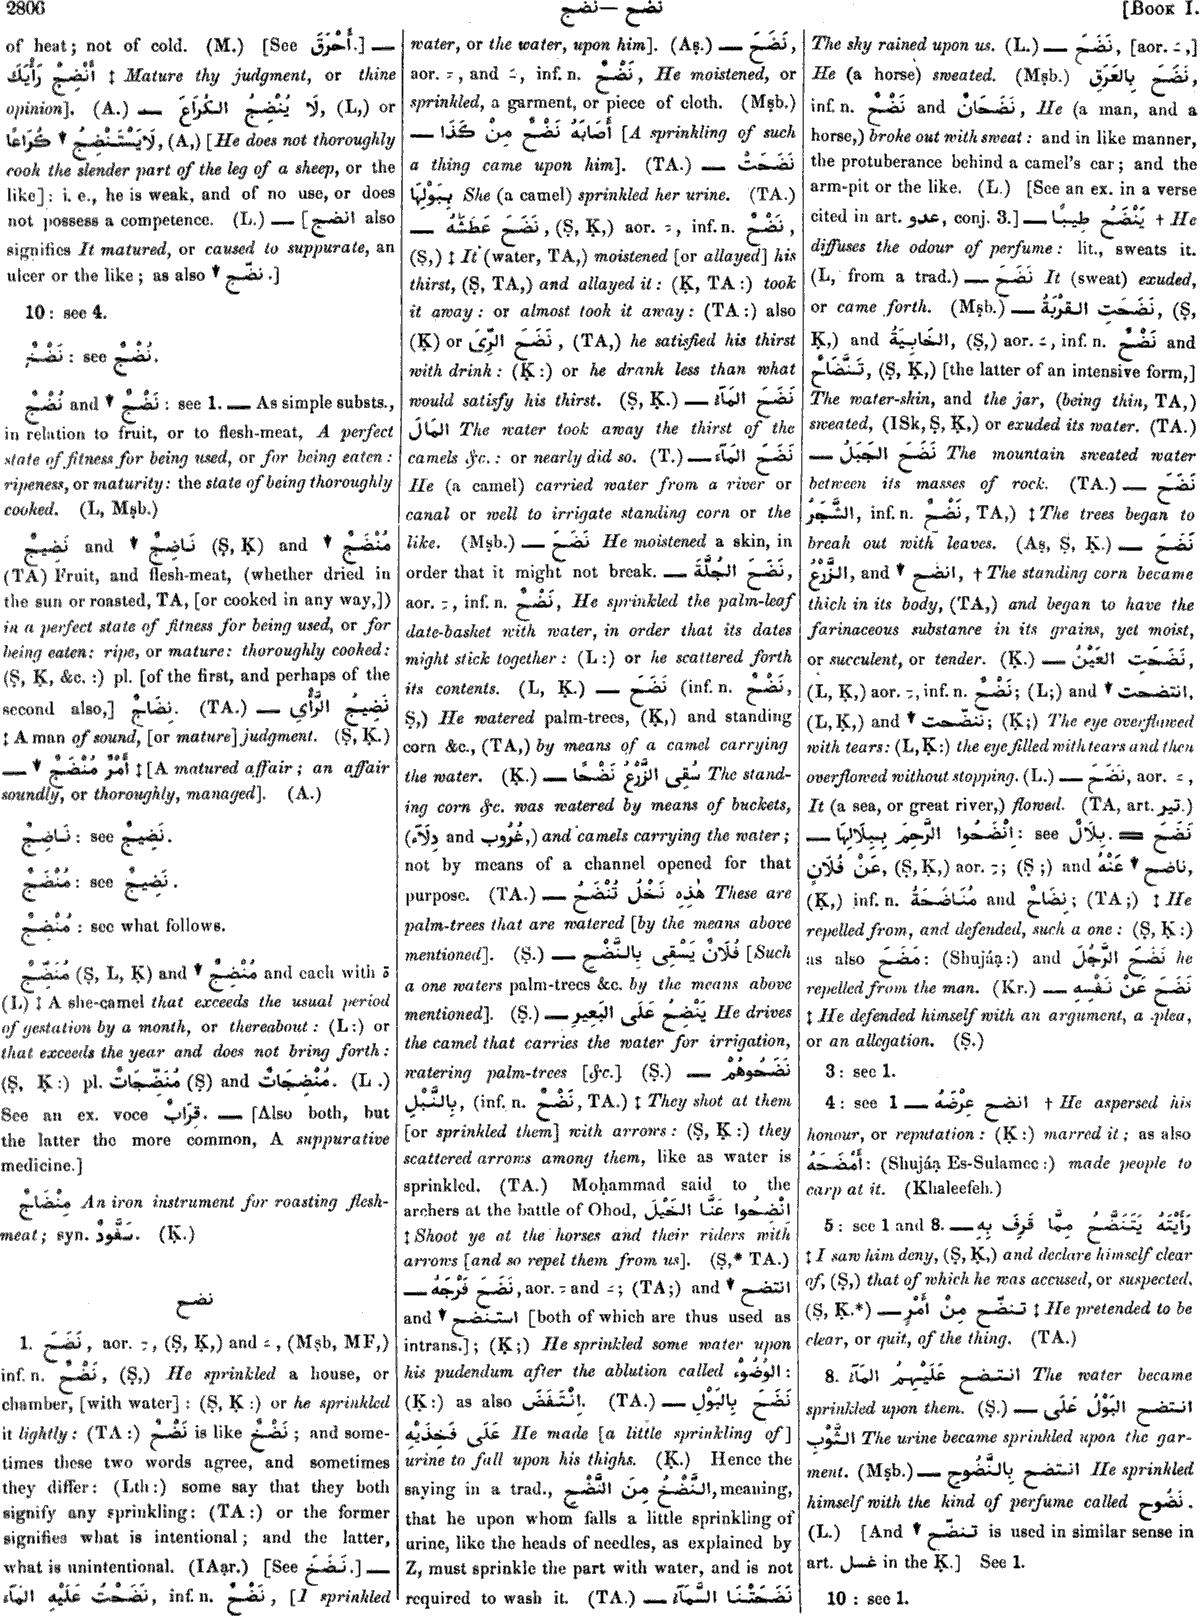 2806
نضح — نضج
[BOOK I.
of heat; not of cold. (M.) [See أَحْرَقَ.] —
أَنْضِجْ رَأْيَكَ ‡ Mature thy judgment, or thine
opinion]. (A.) — لَا يُنْضِجُ الكُرَاعَ, (L,) or
لَا يَسْتَنْضِجُ ▼ كُرَاعًا, (A,) [He does not thoroughly
cook the slender part of the leg of a sheep, or the
like]: i. e., he is weak, and of no use, or does
not possess a competence. (L.) — [انضج also
signifies It matured, or caused to suppurate, an
ulcer or the like; as also ▼ نضّج.]
10: see 4.
نَضْجٌ: see نُضْجٌ.
نُضْجٌ and ▼ نَضْجٌ: see 1. — As simple substs.,
in relation to fruit, or to flesh-meat, A perfect
state of fitness for being used, or for being eaten:
ripeness, or maturity: the state of being thoroughly
cooked. (L, Mṣb.)
نَضِيجٌ and ▼ نَاضِجٌ (Ṣ, Ḳ) and ▼ مُنْضَجٌ
(TA) Fruit, and flesh-meat, (whether dried in
the sun or roasted, TA, [or cooked in any way,])
in a perfect state of fitness for being used, or for
being eaten: ripe, or mature: thoroughly cooked:
(Ṣ, Ḳ, &c. :) pl. [of the first, and perhaps of the
second also,] نِضَاجٌ. (TA.) — نَضِيجُ الرَّأْىِ
‡ A man of sound, [or mature] judgment. (Ṣ, Ḳ.)
— ▼ أَمْرٌ مُنْضَجٌ ‡ [A matured affair; an affair
soundly, or thoroughly, managed]. (A.)
نَاضِجٌ: see نَضِيجٌ.
مُنْضَجٌ: see نَضِيجٌ.
مُنْضِجٌ: see what follows.
مُنَضِّجٌ (Ṣ, L, Ḳ) and ▼ مُنْضِجٌ and each with ة
(L) ‡ A she-camel that exceeds the usual period
of gestation by a month, or thereabout: (L:) or
that exceeds the year and does not bring forth:
(Ṣ, Ḳ:) pl. مُنَضِّجَاتٌ (Ṣ) and مُنْضِجَاتٌ. (L.)
See an ex. voce قِرَابٌ. — [Also both, but
the latter the more common, A suppurative
medicine.]
مِنْضَاجٌ An iron instrument for roasting flesh-
meat; syn. سَفُّودٌ. (Ḳ.)
نضح
1. نَضَحَ, aor. ـِ, (Ṣ, Ḳ,) and ـَ, (Mṣb, MF,)
inf. n. نَضْحٌ, (Ṣ,) He sprinkled a house, or
chamber, [with water]: (Ṣ, Ḳ:) or he sprinkled
it lightly: (TA:) نَضْحٌ is like نَضْخٌ; and some-
times these two words agree, and sometimes
they differ: (Lth:) some say that they both
signify any sprinkling: (TA:) or the former
signifies what is intentional; and the latter,
what is unintentional. (IAạr.) [See نَضَخَ.] —
نَضَحْتُ عَلَيْهِ المَآءَ, inf. n. نَضْحٌ, [I sprinkled
water, or the water, upon him]. (Aṣ.) — نَضَحَ,
aor. ـِ, and ـَ, inf. n. نَضْحٌ, He moistened, or
sprinkled, a garment, or piece of cloth. (Mṣb.)
— أَصَابَهُ نَضْحٌ مِنْ كَذَا [A sprinkling of such
a thing came upon him]. (TA.) — نَضَحَتْ
بِبَوْلِهَا She (a camel) sprinkled her urine. (TA.)
— نَضَحَ عَطَشَهُ, (Ṣ, Ḳ,) aor. ـِ, inf. n. نَضْحٌ,
(Ṣ,) ‡ It (water, TA,) moistened [or allayed] his
thirst, (Ṣ, TA,) and allayed it: (Ḳ, TA:) took
it away: or almost took it away: (TA:) also
(Ḳ) or نَضَحَ الرِّىَّ, (TA,) he satisfied his thirst
with drink: (Ḳ:) or he drank less than what
would satisfy his thirst. (Ṣ, Ḳ.) — نَضَحَ المَآءُ
المَالَ The water took away the thirst of the
camels &c.: or nearly did so. (T.) — نَضَحَ المَآءَ
He (a camel) carried water from a river or
canal or well to irrigate standing corn or the
like. (Mṣb.) — نَضَحَ He moistened a skin, in
order that it might not break. — نَضَحَ الجُلَّةَ,
aor. ـِ, inf. n. نَضْحٌ, He sprinkled the palm-leaf
date-basket with water, in order that its dates
might stick together: (L:) or he scattered forth
its contents. (L, Ḳ.) — نَضَحَ (inf. n. نَضْحٌ,
Ṣ,) He watered palm-trees, (Ḳ,) and standing
corn &c., (TA,) by means of a camel carrying
the water. (Ḳ.) — سُقِىَ الزَّرْعُ نَضْحًا The stand-
ing corn &c. was watered by means of buckets,
(دِلَآء and غُرُوب,) and camels carrying the water;
not by means of a channel opened for that
purpose. (TA.) — هٰذِهِ نَخْلٌ تُنْضَحُ These are
palm-trees that are watered [by the means above
mentioned]. (Ṣ.) — فُلَانٌ يَسْقِى بِالنَّضْحِ [Such
a one waters palm-trees &c. by the means above
mentioned]. (Ṣ.) — يَنْضِحُ عَلَى البَعِيرِ He drives
the camel that carries the water for irrigation,
watering palm-trees [&c.] (Ṣ.) — نَضَحُوهُمْ
بِالنَّبْلِ, (inf. n. نَضْحٌ, TA.) ‡ They shot at them
[or sprinkled them] with arrows: (Ṣ, Ḳ:) they
scattered arrows among them, like as water is
sprinkled. (TA.) Moḥammad said to the
archers at the battle of Ohod, اِنْضِحُوا عَنَّا الخَيْلَ
‡ Shoot ye at the horses and their riders with
arrows [and so repel them from us]. (Ṣ,* TA.)
— نَضَحَ فَرْجَهُ, aor. ـِ and ـَ; (TA;) and ▼ انتضح
and ▼ استنضح [both of which are thus used as
intrans.]; (Ḳ;) He sprinkled some water upon
his pudendum after the ablution called الوُضُوْء:
(Ḳ:) as also اِنْتَفَضَ. (TA.) — نَضَحَ بِالبَوْلِ
عَلَى فَخِذَيْهِ He made [a little sprinkling of]
urine to fall upon his thighs. (Ḳ.) Hence the
saying in a trad., النَّضْحُ مِنَ النَّضْحِ, meaning,
that he upon whom falls a little sprinkling of
urine, like the heads of needles, as explained by
Z, must sprinkle the part with water, and is not
required to wash it. (TA.) — نَضَحَتْنَا السَّمَآءُ
The sky rained upon us. (L.) — نَضَحَ, [aor. ـَ,]
He (a horse) sweated. (Mṣb.) نَضَحَ بِالعَرَقِ,
inf. n. نَضْحٌ and نَضَحَانٌ, He (a man, and a
horse,) broke out with sweat: and in like manner,
the protuberance behind a camel's ear; and the
arm-pit or the like. (L.) [See an ex. in a verse
cited in art. عدو, conj. 3.] — يَنْضَحُ طِيبًا † He
diffuses the odour of perfume: lit., sweats it.
(L, from a trad.) — نَضَحَ It (sweat) exuded,
or came forth. (Mṣb.) — نَضَحَتِ القِرْبَةُ, (Ṣ,
Ḳ,) and الخَابِيَةُ, (Ṣ,) aor. ـَ, inf. n. نَضْحٌ and
تَنْضَاحٌ, (Ṣ, Ḳ,) [the latter of an intensive form,]
The water-skin, and the jar, (being thin, TA,)
sweated, (ISk, Ṣ, Ḳ,) or exuded its water. (TA.)
— نَضَحَ الجَبَلُ The mountain sweated water
between its masses of rock. (TA.) — نَضَحَ
الشَّجَرُ, inf. n. نَضْحٌ, TA,) ‡ The trees began to
break out with leaves. (Aṣ, Ṣ, Ḳ.) — نَضَحَ
الزَّرْعُ, and ▼ انضح, † The standing corn became
thick in its body, (TA,) and began to have the
farinaceous substance in its grains, yet moist,
or succulent, or tender. (Ḳ.) — نَضَحَتِ العَيْنُ,
(L, Ḳ,) aor. ـِ, inf. n. نَضْحٌ; (L;) and ▼ انتضحت,
(L, Ḳ,) and ▼ تنضّحت; (Ḳ;) The eye overflowed
with tears: (L, Ḳ:) the eye filled with tears and then
overflowed without stopping. (L.) — نَضَحَ, aor. ـَ,
It (a sea, or great river,) flowed. (TA, art. تير.)
— اِنْضَحُوا الرَّحِمَ بِبِلَالِهَا: see بِلَالٌ. = نَضَحَ
عَنْ فُلَانٍ, (Ṣ, Ḳ,) aor. ـِ; (Ṣ;) and ▼ ناضح عَنْهُ,
(Ḳ,) inf. n. مُنَاضَحَةٌ and نِضَاحٌ; (TA;) ‡ He
repelled from, and defended, such a one: (Ṣ, Ḳ:)
as also مَضَحَ: (Shujáạ:) and نَضَحَ الرَّجُلَ he
repelled from the man. (Kr.) — نَضَحَ عَنْ نَفْسِهِ
‡ He defended himself with an argument, a plea,
or an allegation. (Ṣ.)
3: see 1.
4: see 1 — انضح عِرْضَهُ † He aspersed his
honour, or reputation: (Ḳ:) marred it; as also
أَمْضَحَهُ: (Shujáạ Es-Sulamee:) made people to
carp at it. (Khaleefeh.)
5: see 1 and 8. — رَأَيْتَهُ يَتَنَضَّحُ مِمَّا قَرِفَ بِهِ
‡ I saw him deny, (Ṣ, Ḳ,) and declare himself clear
of, (Ṣ,) that of which he was accused, or suspected.
(Ṣ, Ḳ.*) — تنضّح مِنْ أَمْرٍ ‡ He pretended to be
clear, or quit, of the thing. (TA.)
8. انتضح عَلَيْهِمُ المَآءُ The water became
sprinkled upon them. (Ṣ.) — انتضح البَوْلُ عَلَى
الثَّوْبِ The urine became sprinkled upon the gar-
ment. (Mṣb.) — انتضح بِالنَّضُوحِ He sprinkled
himself with the kind of perfume called نَضُوح.
(L.) [And ▼ تنضّح is used in similar sense in
art. غسل in the Ḳ.] See 1.
10: see 1.